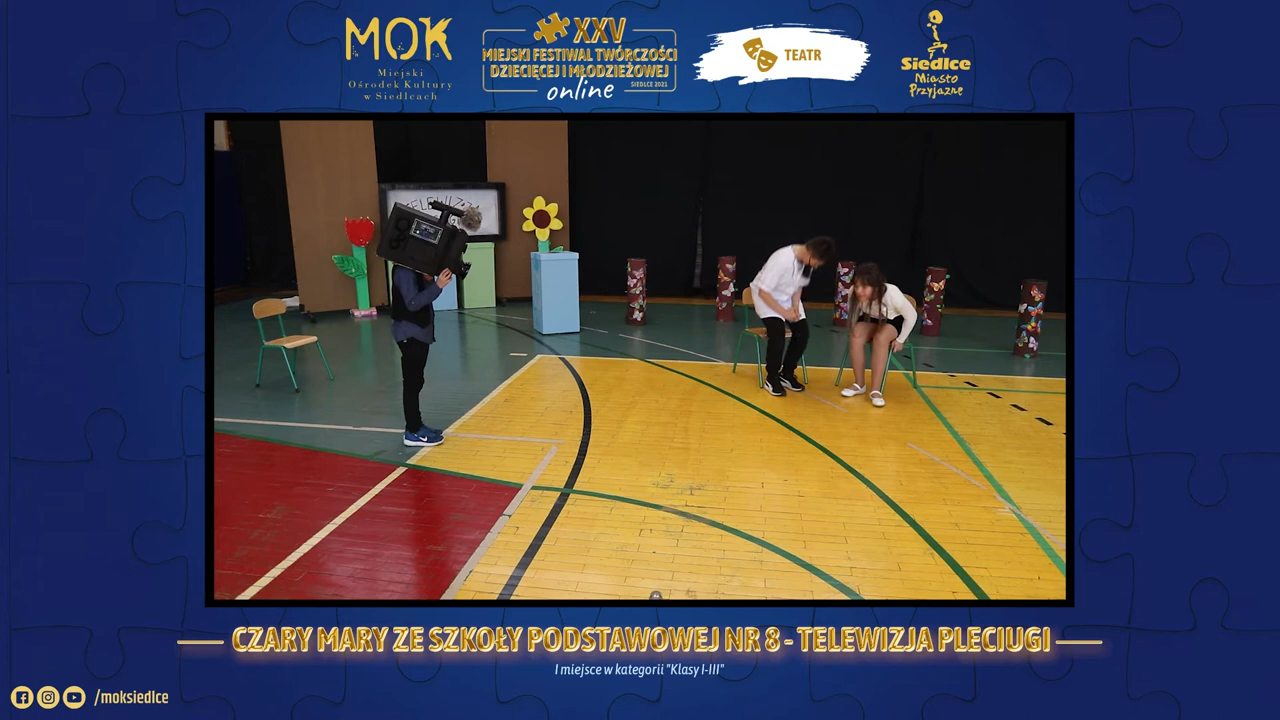 MOK
Miejski
Ośrodek Kultury
w Siedlcach
XXV
MIEJSKI FESTIWAL TWÓRCZOŚCI
DZIECIĘCEJ I MŁODZIEŻOWEJ
SIEDLCE 2021
online
TEATR
Siedlce
Miasto
Przyjazne
CZARY MARY ZE SZKOŁY PODSTAWOWEJ NR 8 - TELEWIZJA PLECIUGI
I miejsce w kategorii "Klasy I-III"
/moksiedlce